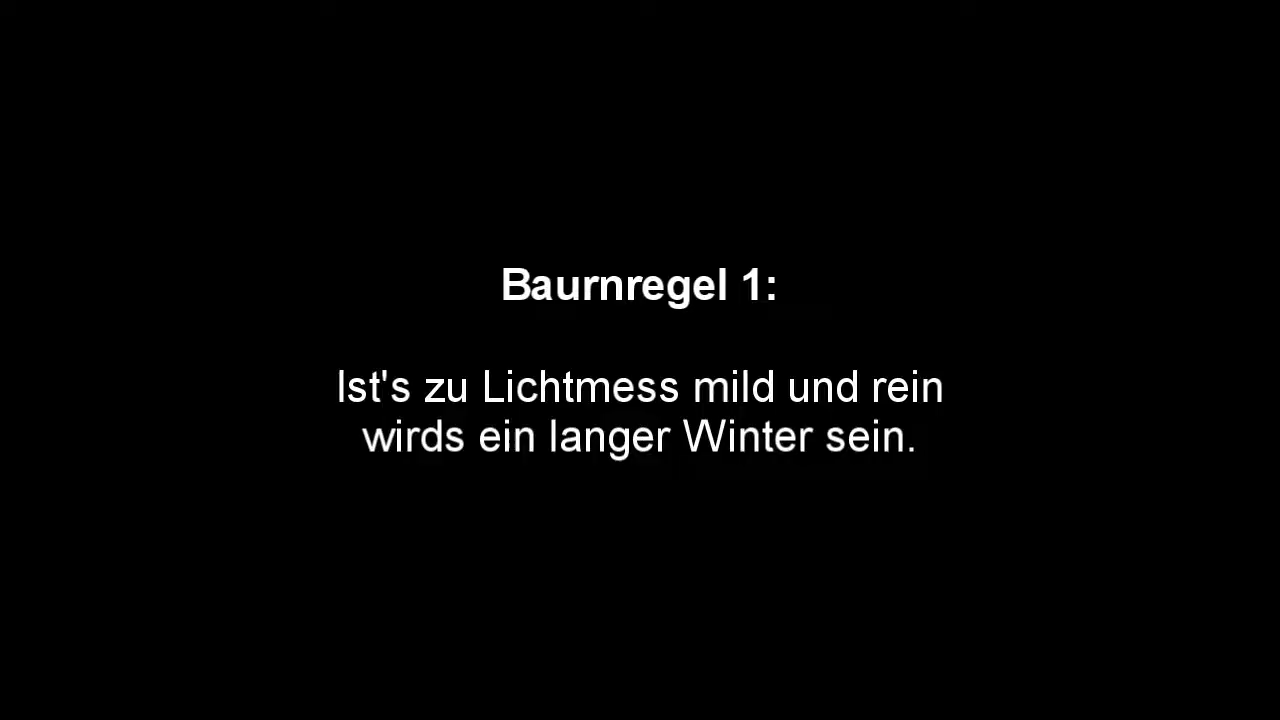 Baurnregel 1:
Ist's zu Lichtmess mild und rein
wirds ein langer Winter sein.